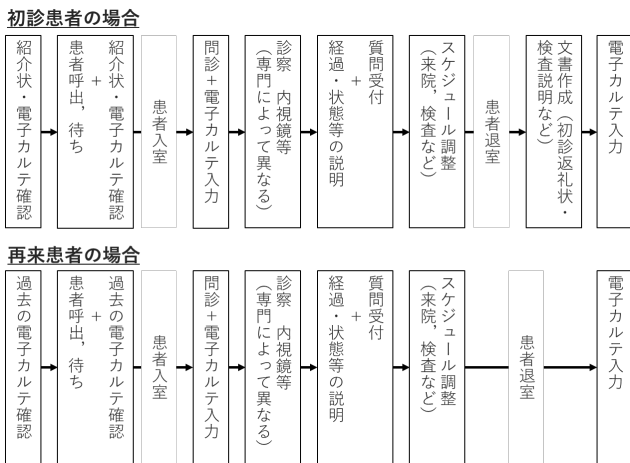 初診患者の場合
紹介状・電子カルテ確認
紹介状・電子カルテ確認
+
患者呼出，待ち
患者入室
問診+電子カルテ入力
診察　内視鏡等
（専門によって異なる）
質問受付
+
経過・状態等の説明
スケジュール調整
（来院，検査など）
患者退室
文書作成（初診返礼状・
検査説明など）
電子カルテ入力
再来患者の場合
過去の電子カルテ確認
過去の電子カルテ確認
+
患者呼出，待ち
患者入室
問診+電子カルテ入力
診察　内視鏡等
（専門によって異なる）
質問受付
+
経過・状態等の説明
スケジュール調整
（来院，検査など）
患者退室
電子カルテ入力